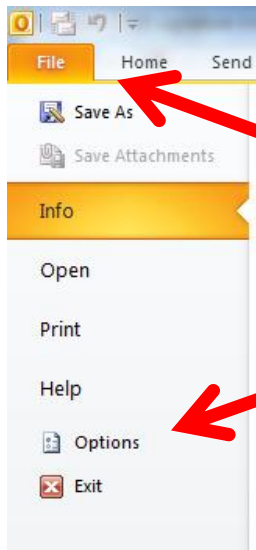 File Home Send
Save As
Save Attachments
Info
Open
Print
Help
Options
Exit